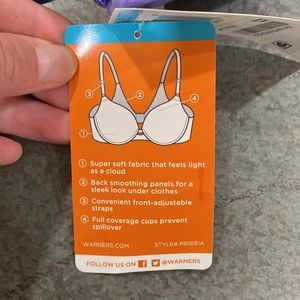 3
2
1
4
1 Super soft fabric that feels light
as a cloud
2 Back smoothing panels for a
sleek look under clothes
3 Convenient front-adjustable
straps
4 Full coverage cups prevent
spillover
WARNERS.COM STYLE# RB1691A
FOLLOW US ON @WARNERS